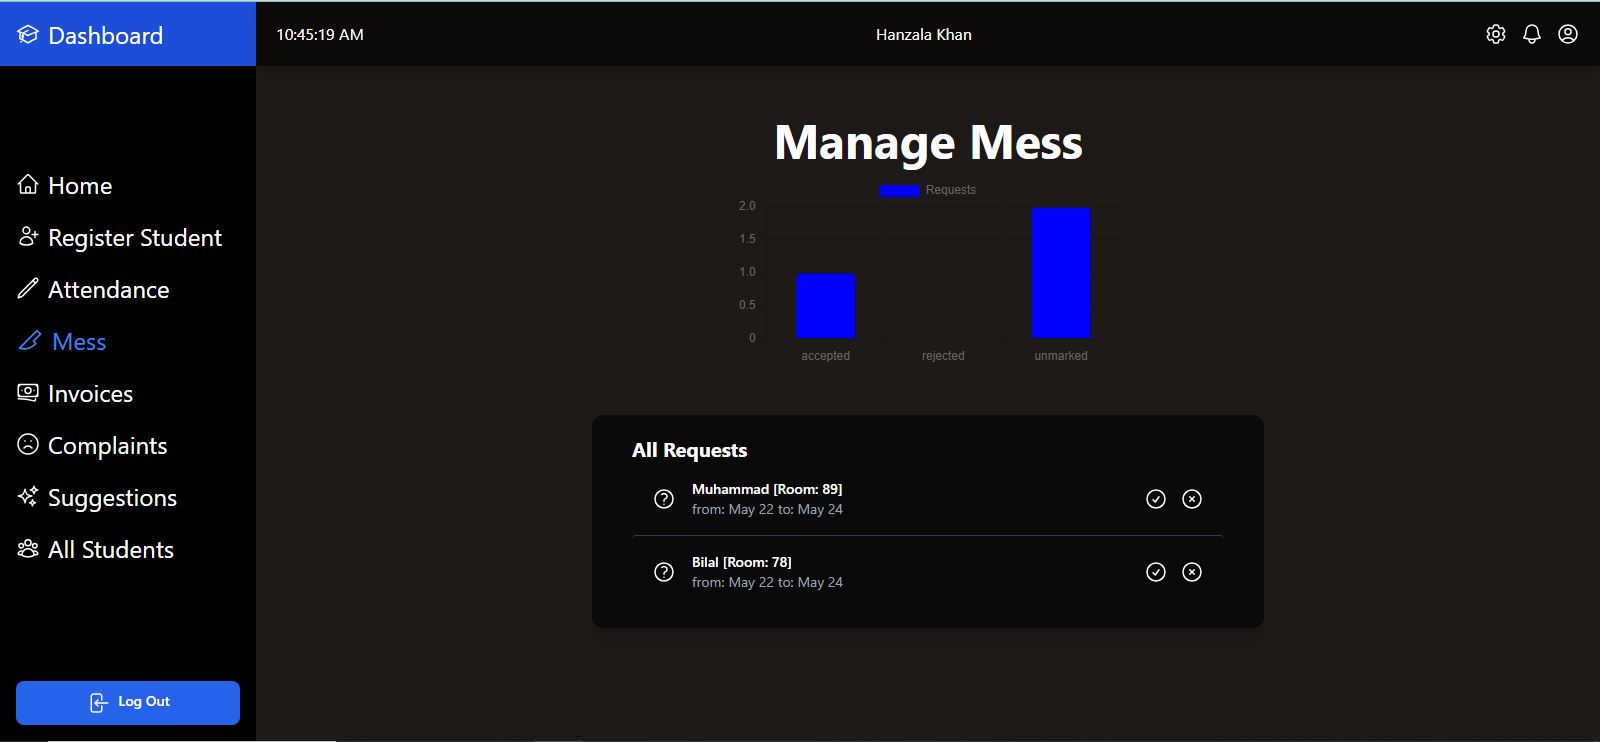 Dashboard
10:45:19 AM
Hanzala Khan
Home
Register Student
Attendance
Mess
Invoices
Complaints
Suggestions
All Students
Log Out
Manage Mess
Requests
2.0
1.5
1.0
0.5
0
accepted rejected unmarked
All Requests
Muhammad [Room: 89]
from: May 22 to: May 24
Bilal [Room: 78]
from: May 22 to: May 24